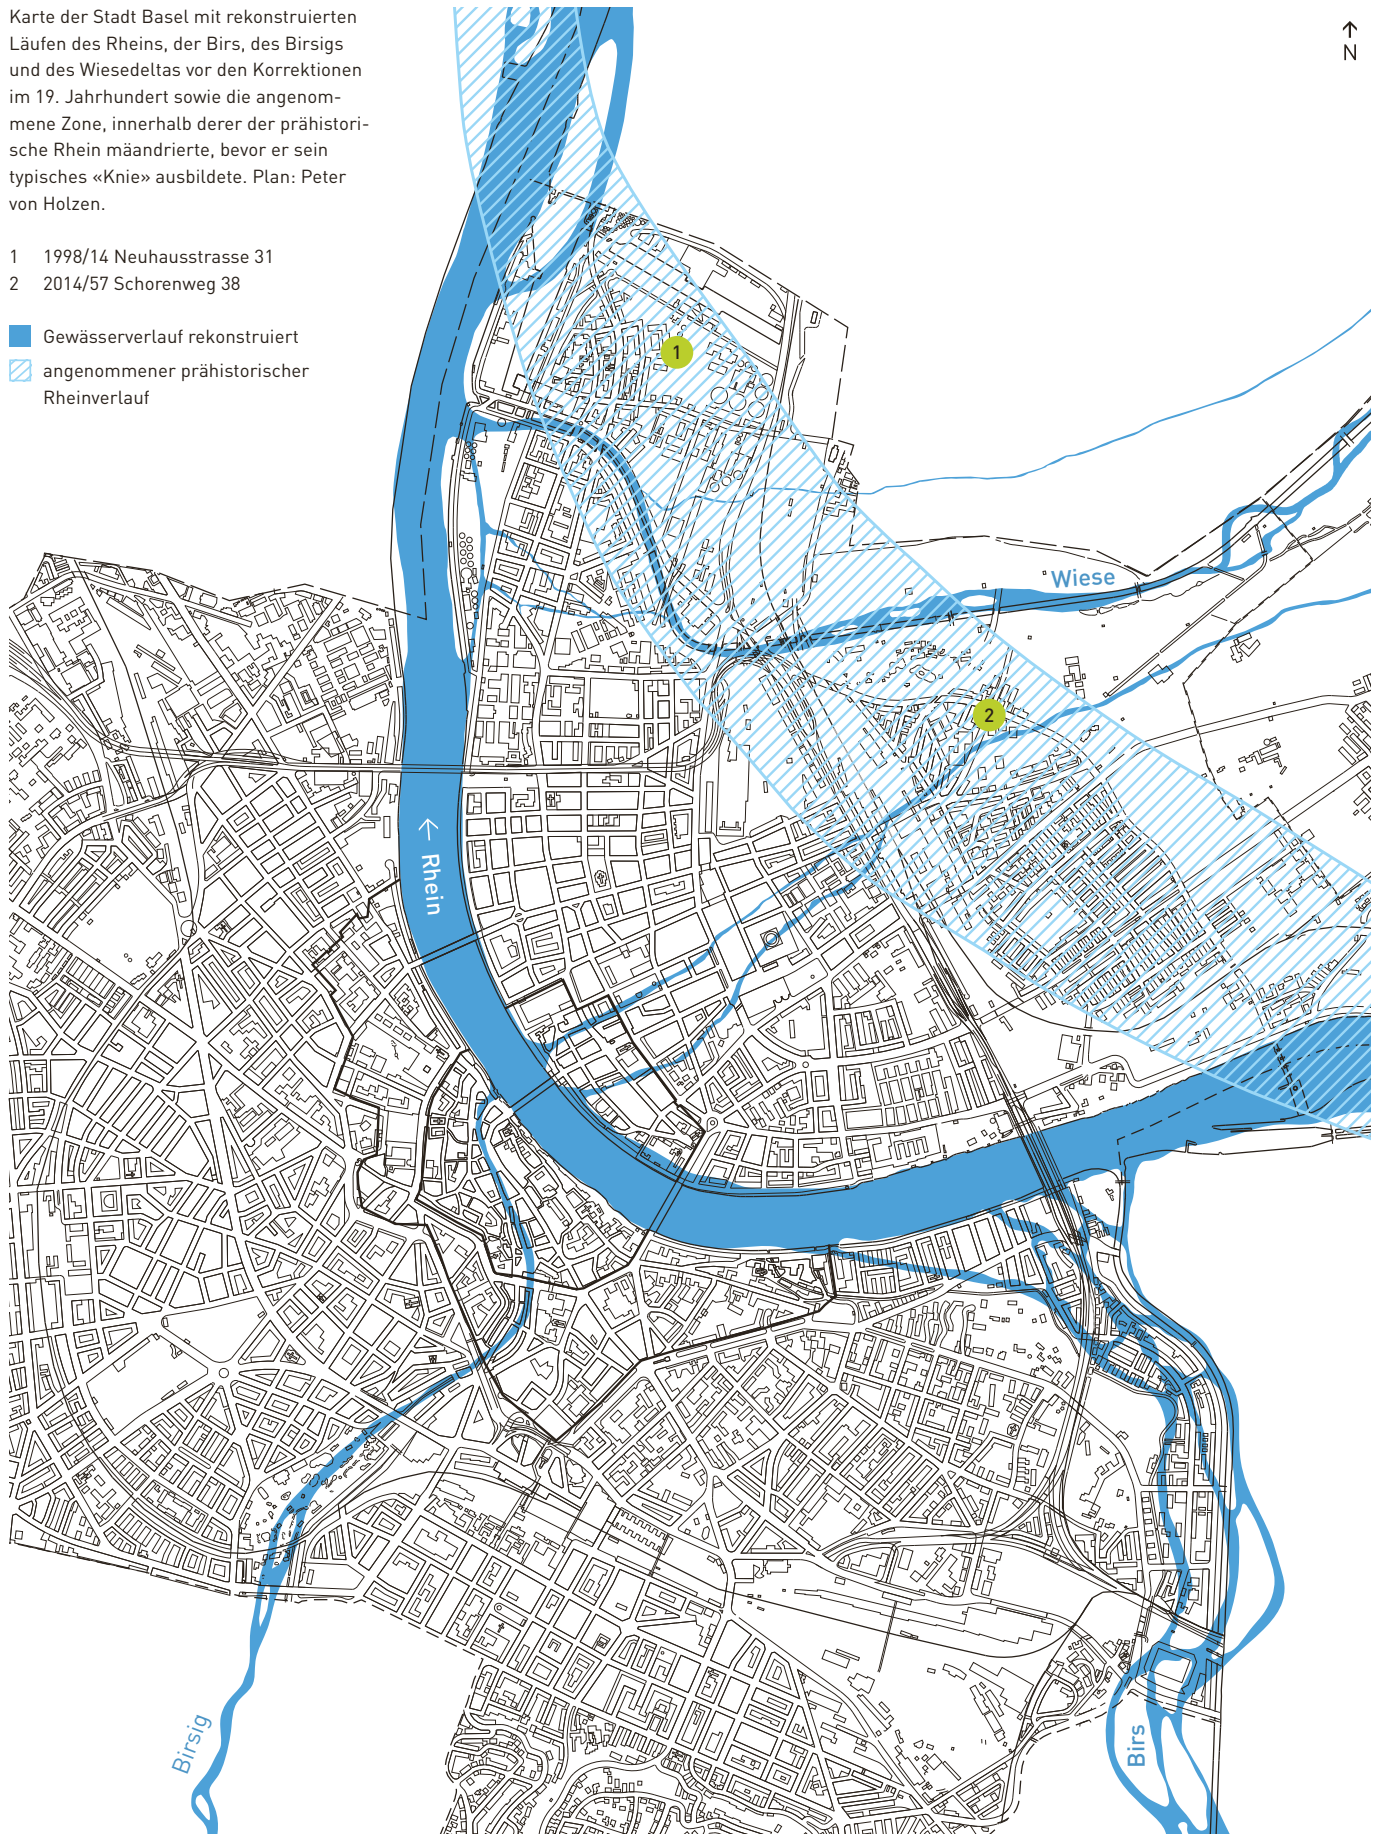 Karte der Stadt Basel mit rekonstruierten
Läufen des Rheins, der Birs, des Birsigs
und des Wiesedeltas vor den Korrektionen
im 19. Jahrhundert sowie die angenom-
mene Zone, innerhalb derer der prähistori-
sche Rhein mäandrierte, bevor er sein
typisches «Knie» ausbildete. Plan: Peter
von Holzen.
1 1998/14 Neuhausstrasse 31
2 2014/57 Schorenweg 38
Gewässerverlauf rekonstruiert
angenommener prähistorischer
Rheinverlauf
N
1
Wiese
2
← Rhein
Birsig
Birs